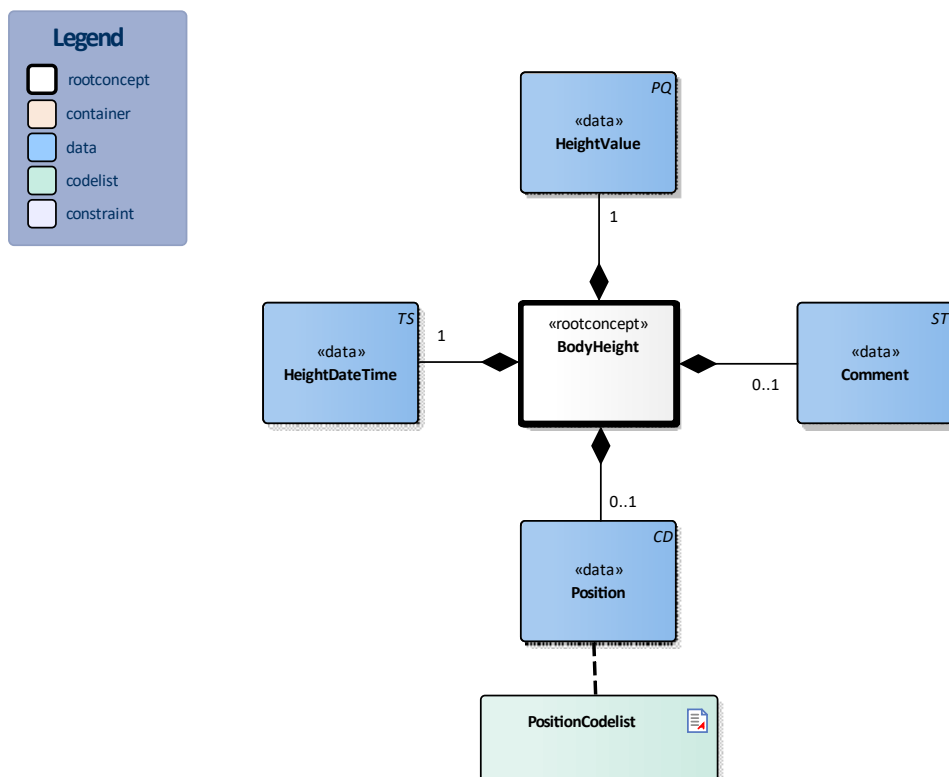 Legend
rootconcept
container
data
codelist
constraint
PQ
«data»
HeightValue
1
TS
«data»
HeightDateTime
1
«rootconcept»
BodyHeight
ST
«data»
Comment
0..1
0..1
CD
«data»
Position
PositionCodelist